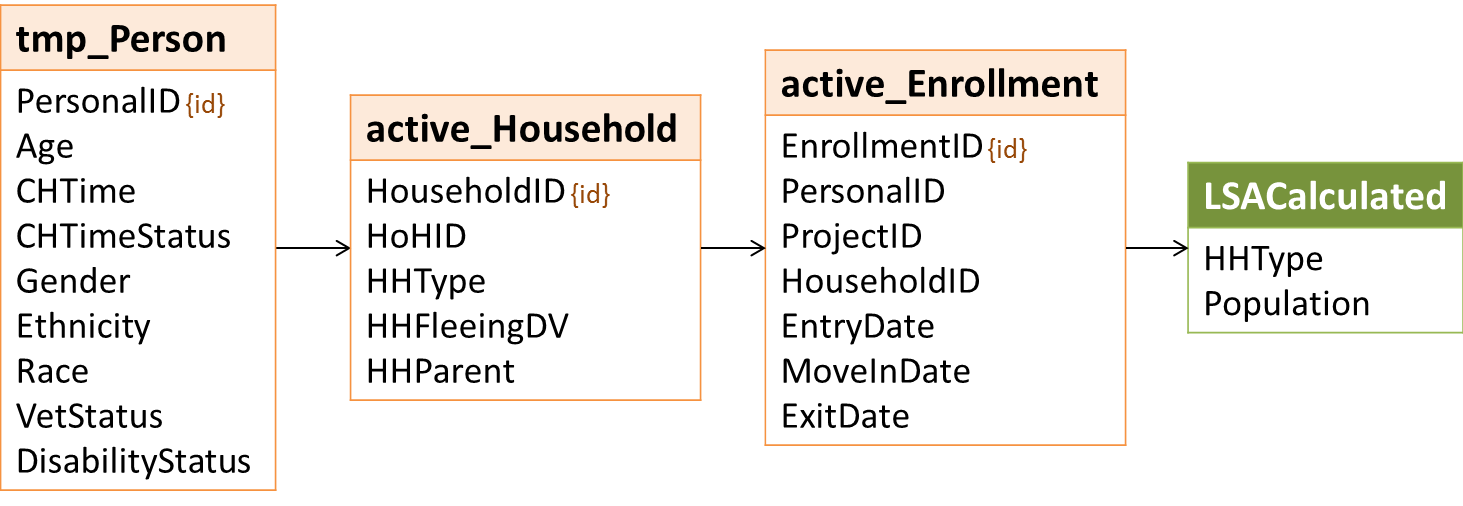 tmp_Person
PersonalID {id}
Age
CHTime
CHTimeStatus
Gender
Ethnicity
Race
VetStatus
DisabilityStatus
active_Household
HouseholdID {id}
HoHID
HHType
HHFleeingDV
HHParent
active_Enrollment
EnrollmentID {id}
PersonalID
ProjectID
HouseholdID
EntryDate
MoveInDate
ExitDate
LSACalculated
HHType
Population